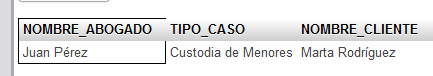 NOMBRE_ABOGADO TIPO_CASO NOMBRE_CLIENTE
Juan Pérez Custodia de Menores Marta Rodríguez